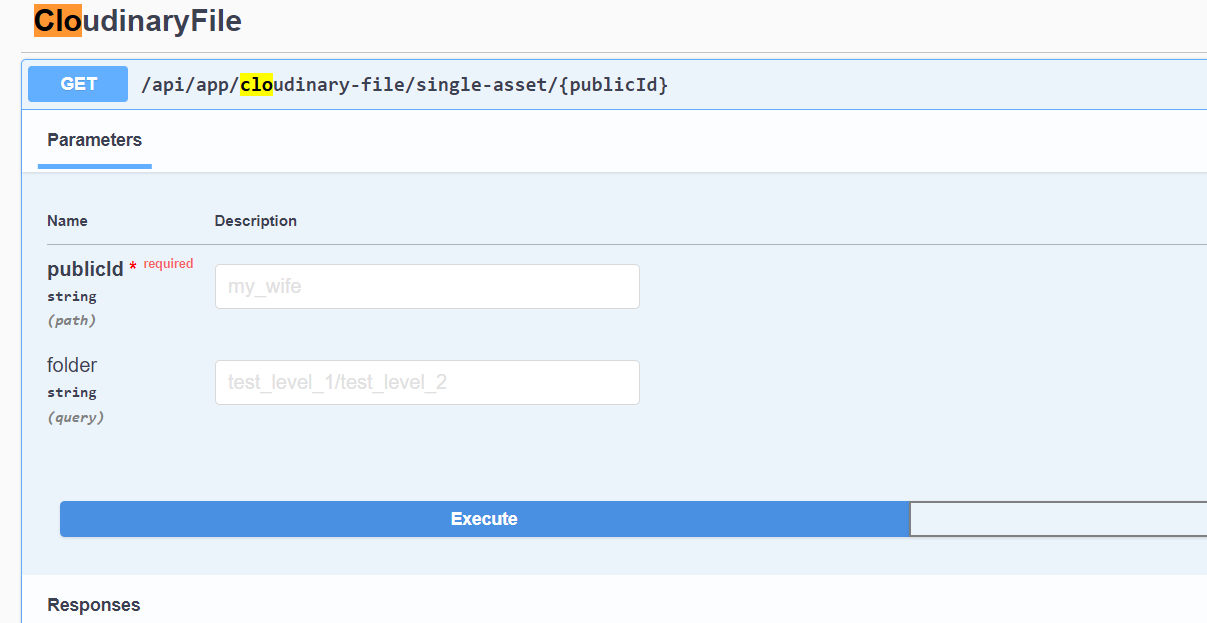 CloudinaryFile
GET /api/app/cloudinary-file/single-asset/{publicId}
Parameters
Name Description
publicId * required
my_wife
string
(path)
folder
test_level_1/test_level_2
string
(query)
Execute
Responses